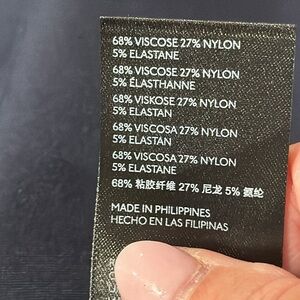 68% VISCOSE 27% NYLON
5% ELASTANE
68% VISCOSE 27% NYLON
5% ÉLASTHANNE
68% VISKOSE 27% NYLON
5% ELASTAN
68% VISCOSA 27% NYLON
5% ELASTAN
68% VISCOSA 27% NYLON
5% ELASTANE
68% 粘胶纤维 27% 尼龙 5% 氨纶
MADE IN PHILIPPINES
HECHO EN LAS FILIPINAS